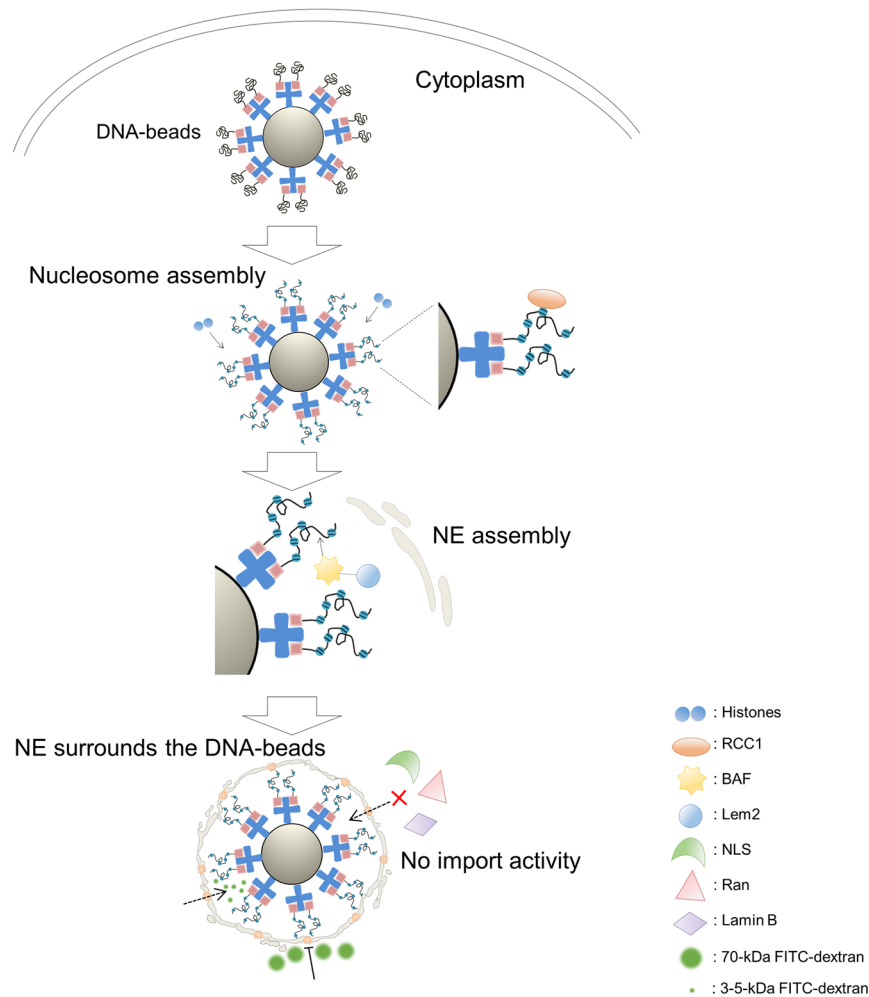 Cytoplasm
DNA-beads
Nucleosome assembly
NE assembly
NE surrounds the DNA-beads
No import activity
: Histones
: RCC1
: BAF
: Lem2
: NLS
: Ran
: Lamin B
: 70-kDa FITC-dextran
: 3-5-kDa FITC-dextran